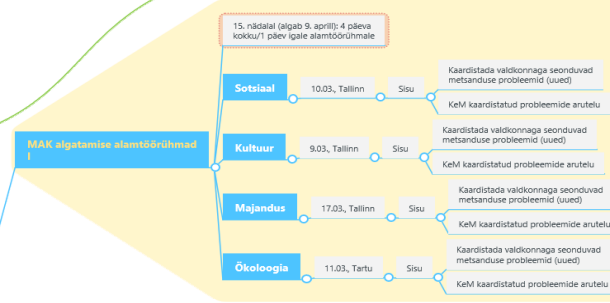 15. nädalal (algab 9. aprill): 4 päeva
kokku/1 päev igale alamtöörühmale
Sotsiaal
10.03., Tallinn
Sisu
Kaardistada valdkonnaga seonduvad
metsanduse probleemid (uued)
KeM kaardistatud probleemide arutelu
MAK algatamise alamtöörühmad
I
Kultuur
9.03., Tallinn
Sisu
Kaardistada valdkonnaga seonduvad
metsanduse probleemid (uued)
KeM kaardistatud probleemide arutelu
Majandus
17.03., Tallinn
Sisu
Kaardistada valdkonnaga seonduvad
metsanduse probleemid (uued)
KeM kaardistatud probleemide arutelu
Ökoloogia
11.03., Tartu
Sisu
Kaardistada valdkonnaga seonduvad
metsanduse probleemid (uued)
KeM kaardistatud probleemide arutelu